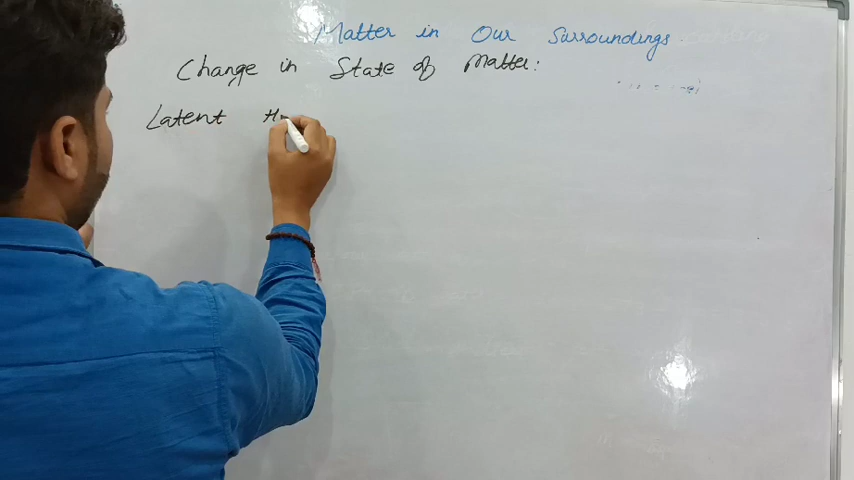 Matter in Our Surroundings
Change in State of Matter:
Latent H